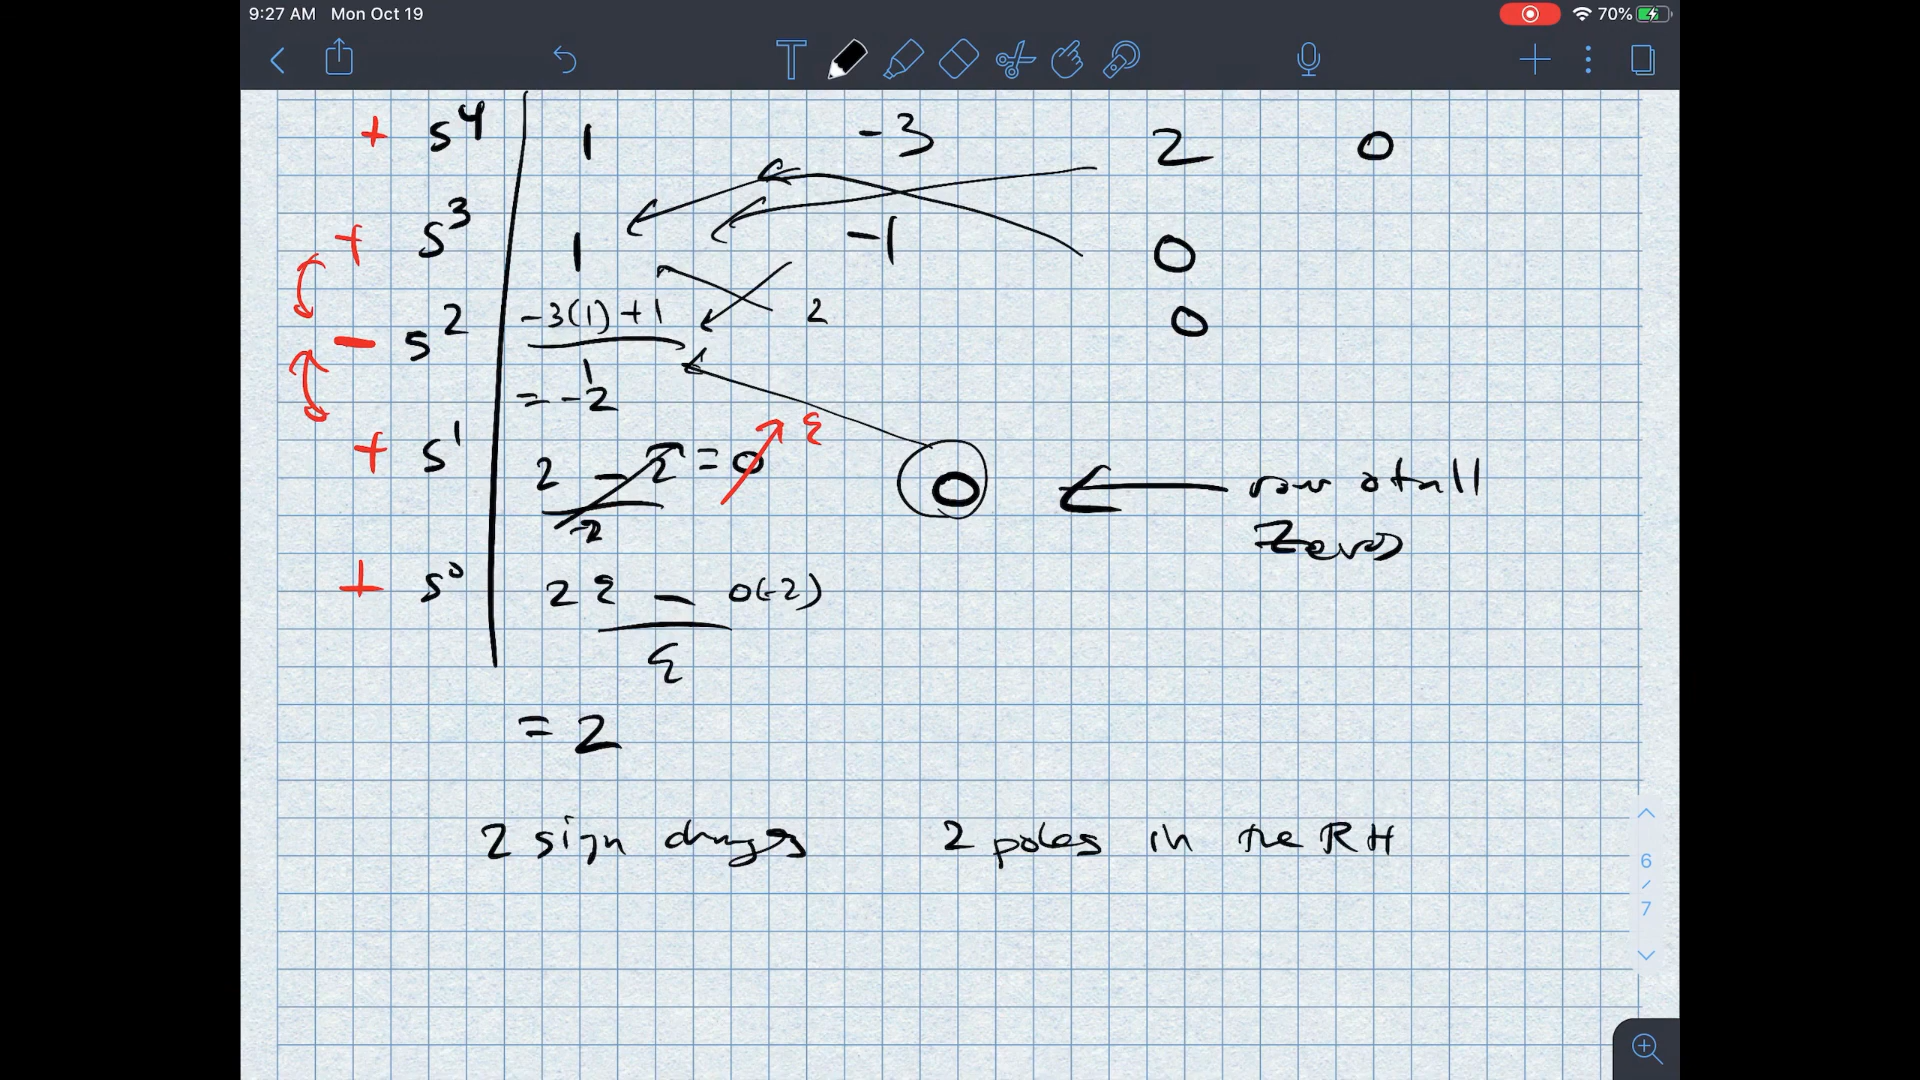 9:27 AM Mon Oct 19 70%
+ s⁴ 1 -3 2 0
+ s³ 1 -1 0
- s² -3(1)+1 2 0
1
= -2
ε
+ s¹ 2 - 2 = 0 0 ← row of all
-2 zeros
+ s⁰ 2 ε - 0(-2)
ε
= 2
2 sign changes 2 poles in the RH
6
/
7